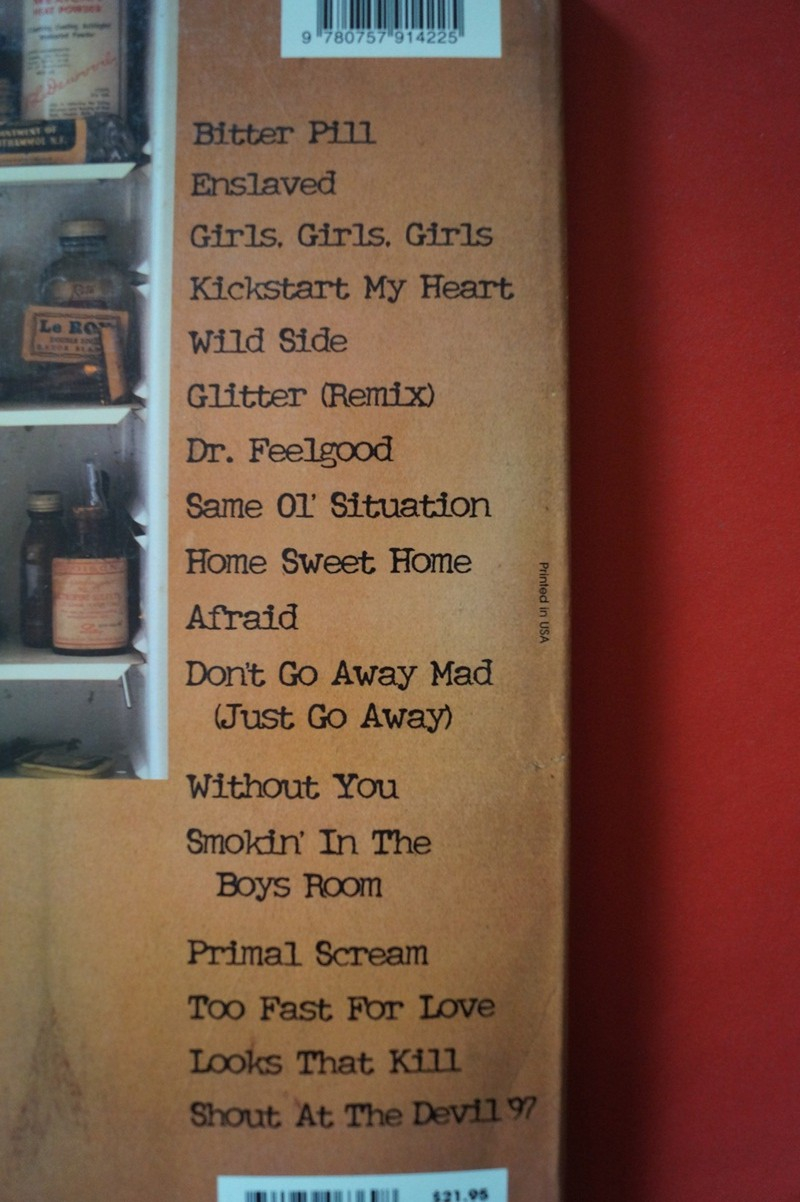 HEAT POWDER
9 780757 914225
Bitter Pill
Enslaved
Girls, Girls, Girls
Kickstart My Heart
Le
Wild Side
Glitter (Remix)
Dr. Feelgood
Same Ol' Situation
Home Sweet Home
Printed in USA
Afraid
Don't Go Away Mad
(Just Go Away)
Without You
Smokin' In The
Boys Room
Primal Scream
Too Fast For Love
Looks That Kill
Shout At The Devil '97
$21.95